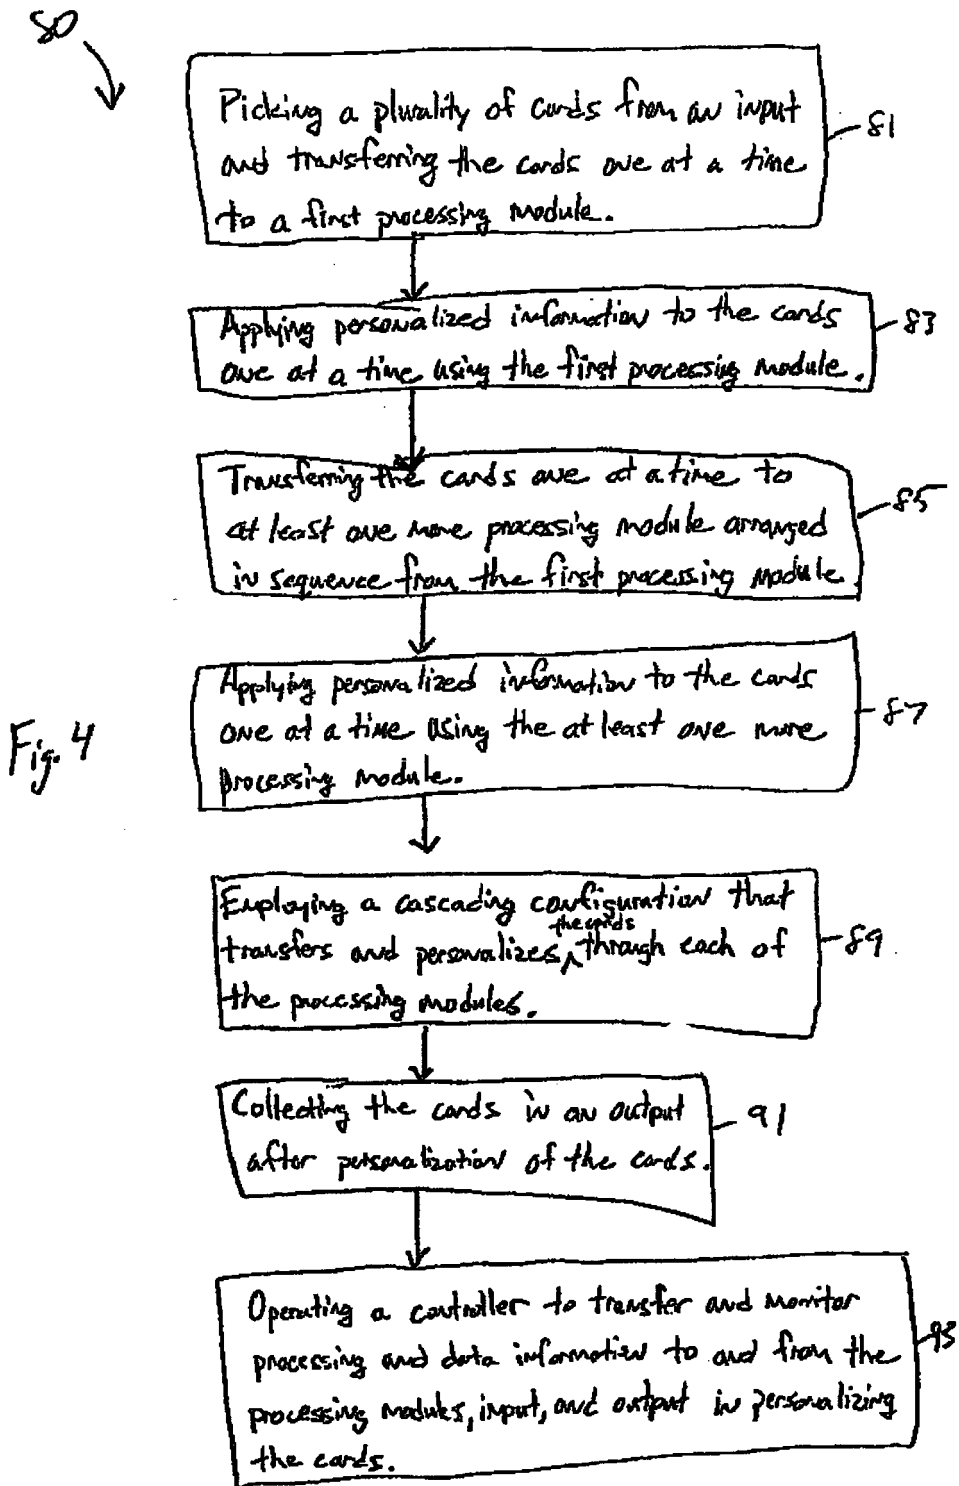 80
Picking a plurality of cards from an input
and transferring the cards one at a time
to a first processing module.
81
Applying personalized information to the cards
one at a time using the first processing module.
83
Transferring the cards one at a time to
at least one more processing module arranged
in sequence from the first processing module.
85
Applying personalized information to the cards
one at a time using the at least one more
processing module.
87
Fig. 4
Employing a cascading configuration that
the cards
transfers and personalizes ^ through each of
the processing modules.
89
Collecting the cards in an output
after personalization of the cards.
91
Operating a controller to transfer and monitor
processing and data information to and from the
processing modules, input, and output in personalizing
the cards.
93